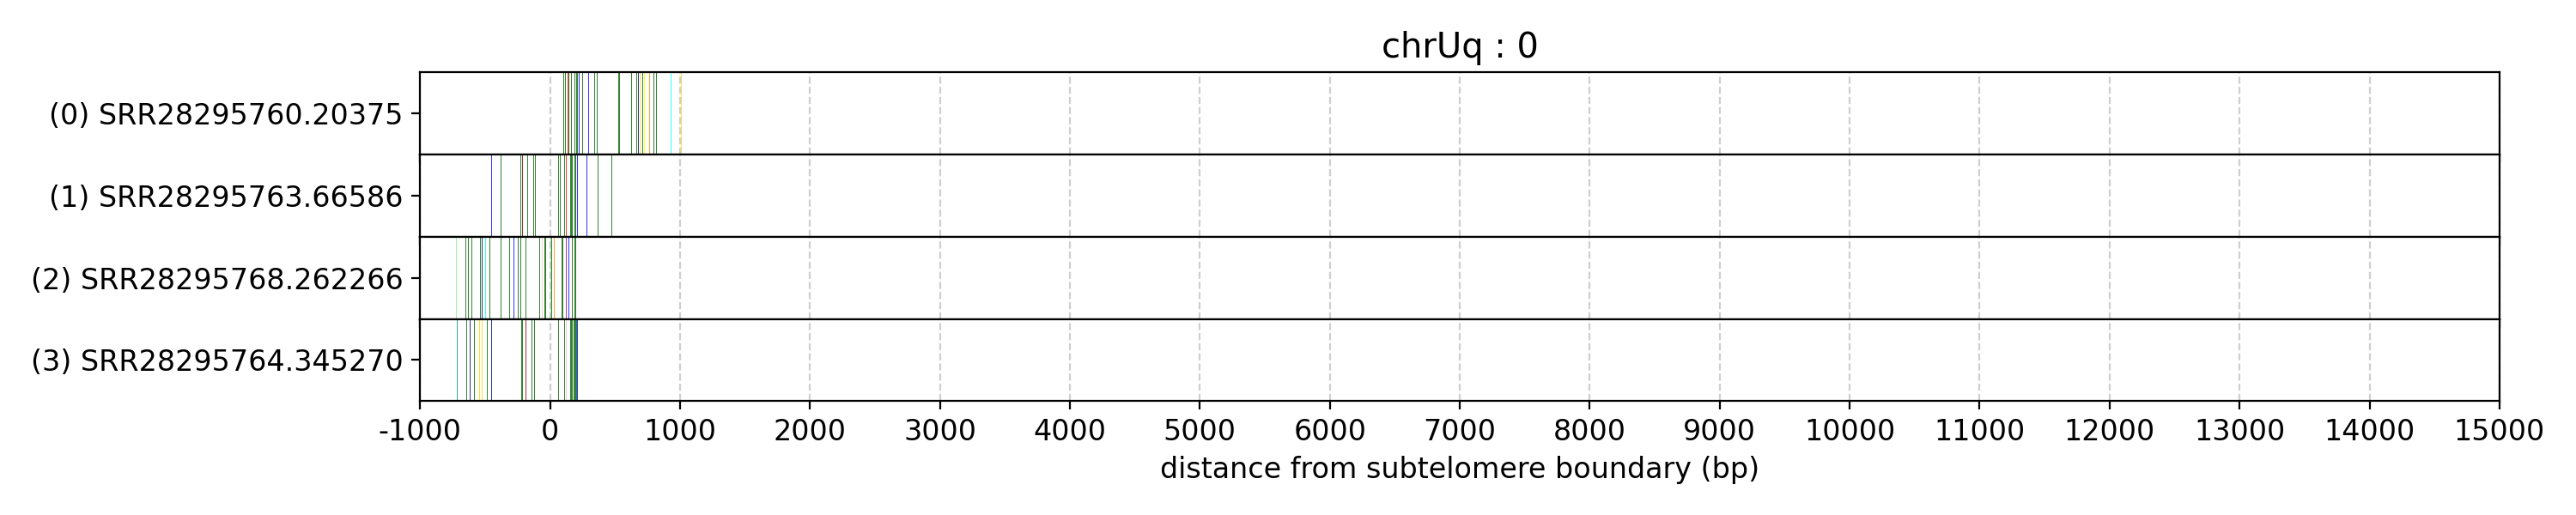 chrUq : 0
(0) SRR28295760.20375
(1) SRR28295763.66586
(2) SRR28295768.262266
(3) SRR28295764.345270
-1000 0 1000 2000 3000 4000 5000 6000 7000 8000 9000 10000 11000 12000 13000 14000 15000
distance from subtelomere boundary (bp)